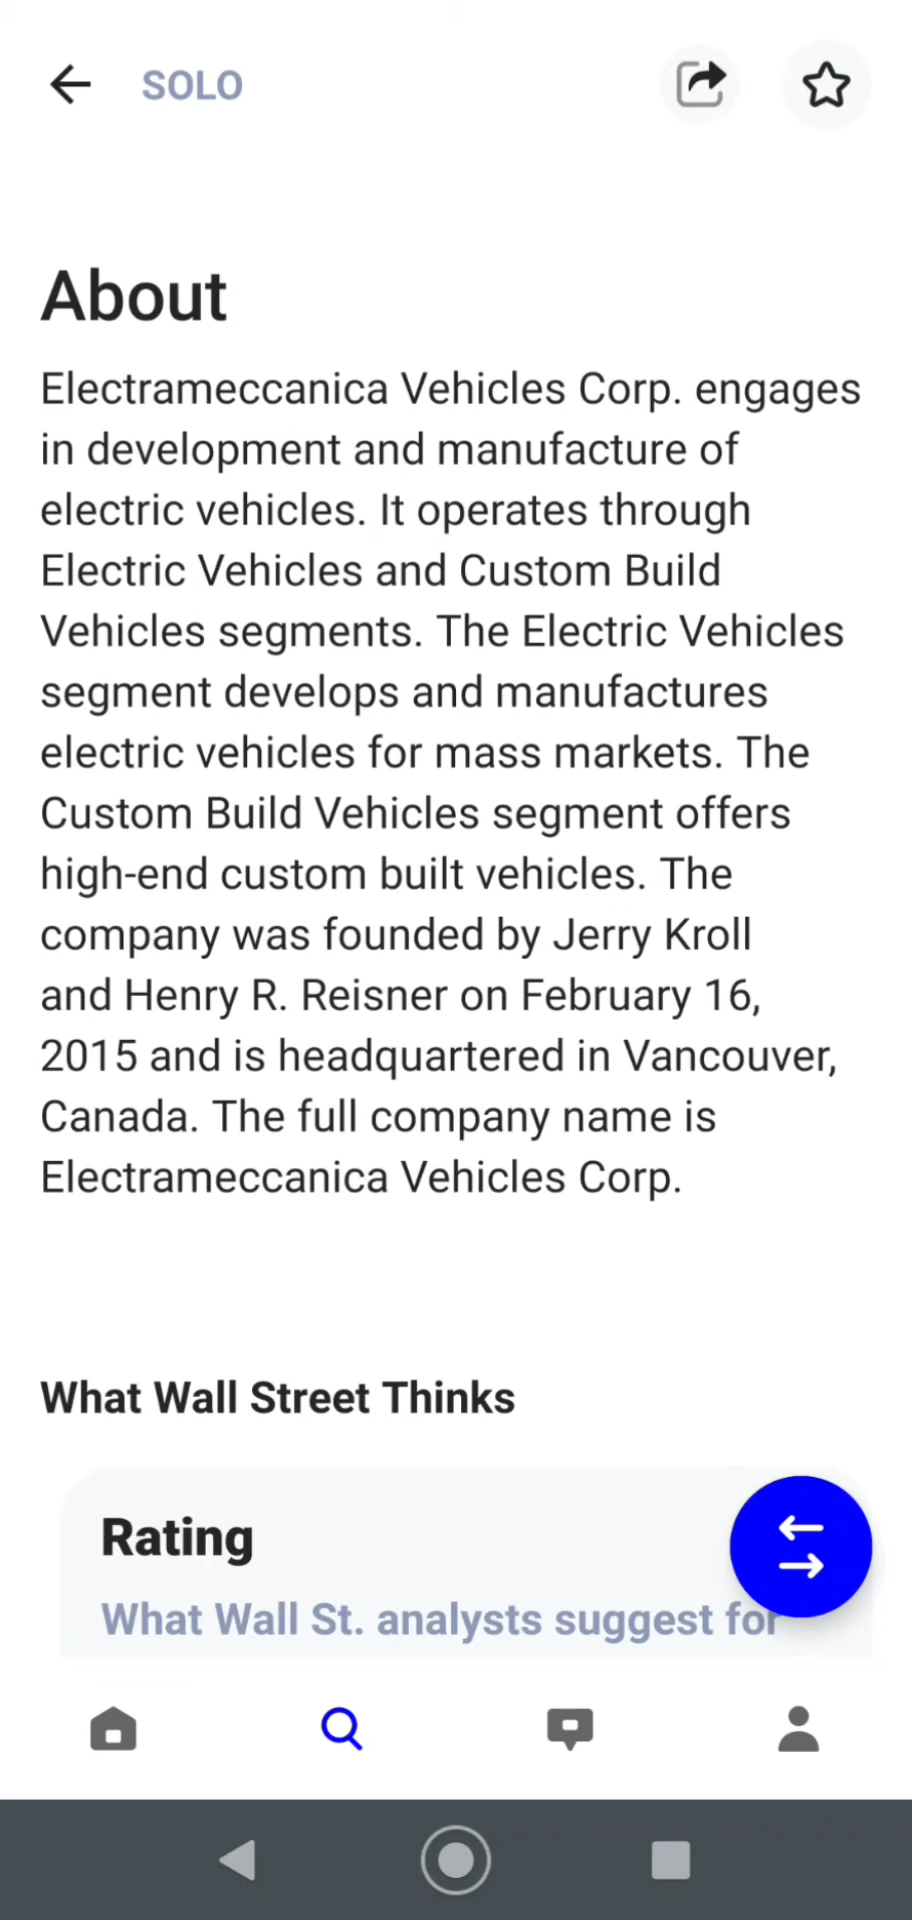 SOLO
About
Electrameccanica Vehicles Corp. engages
in development and manufacture of
electric vehicles. It operates through
Electric Vehicles and Custom Build
Vehicles segments. The Electric Vehicles
segment develops and manufactures
electric vehicles for mass markets. The
Custom Build Vehicles segment offers
high-end custom built vehicles. The
company was founded by Jerry Kroll
and Henry R. Reisner on February 16,
2015 and is headquartered in Vancouver,
Canada. The full company name is
Electrameccanica Vehicles Corp.
What Wall Street Thinks
Rating
What Wall St. analysts suggest for